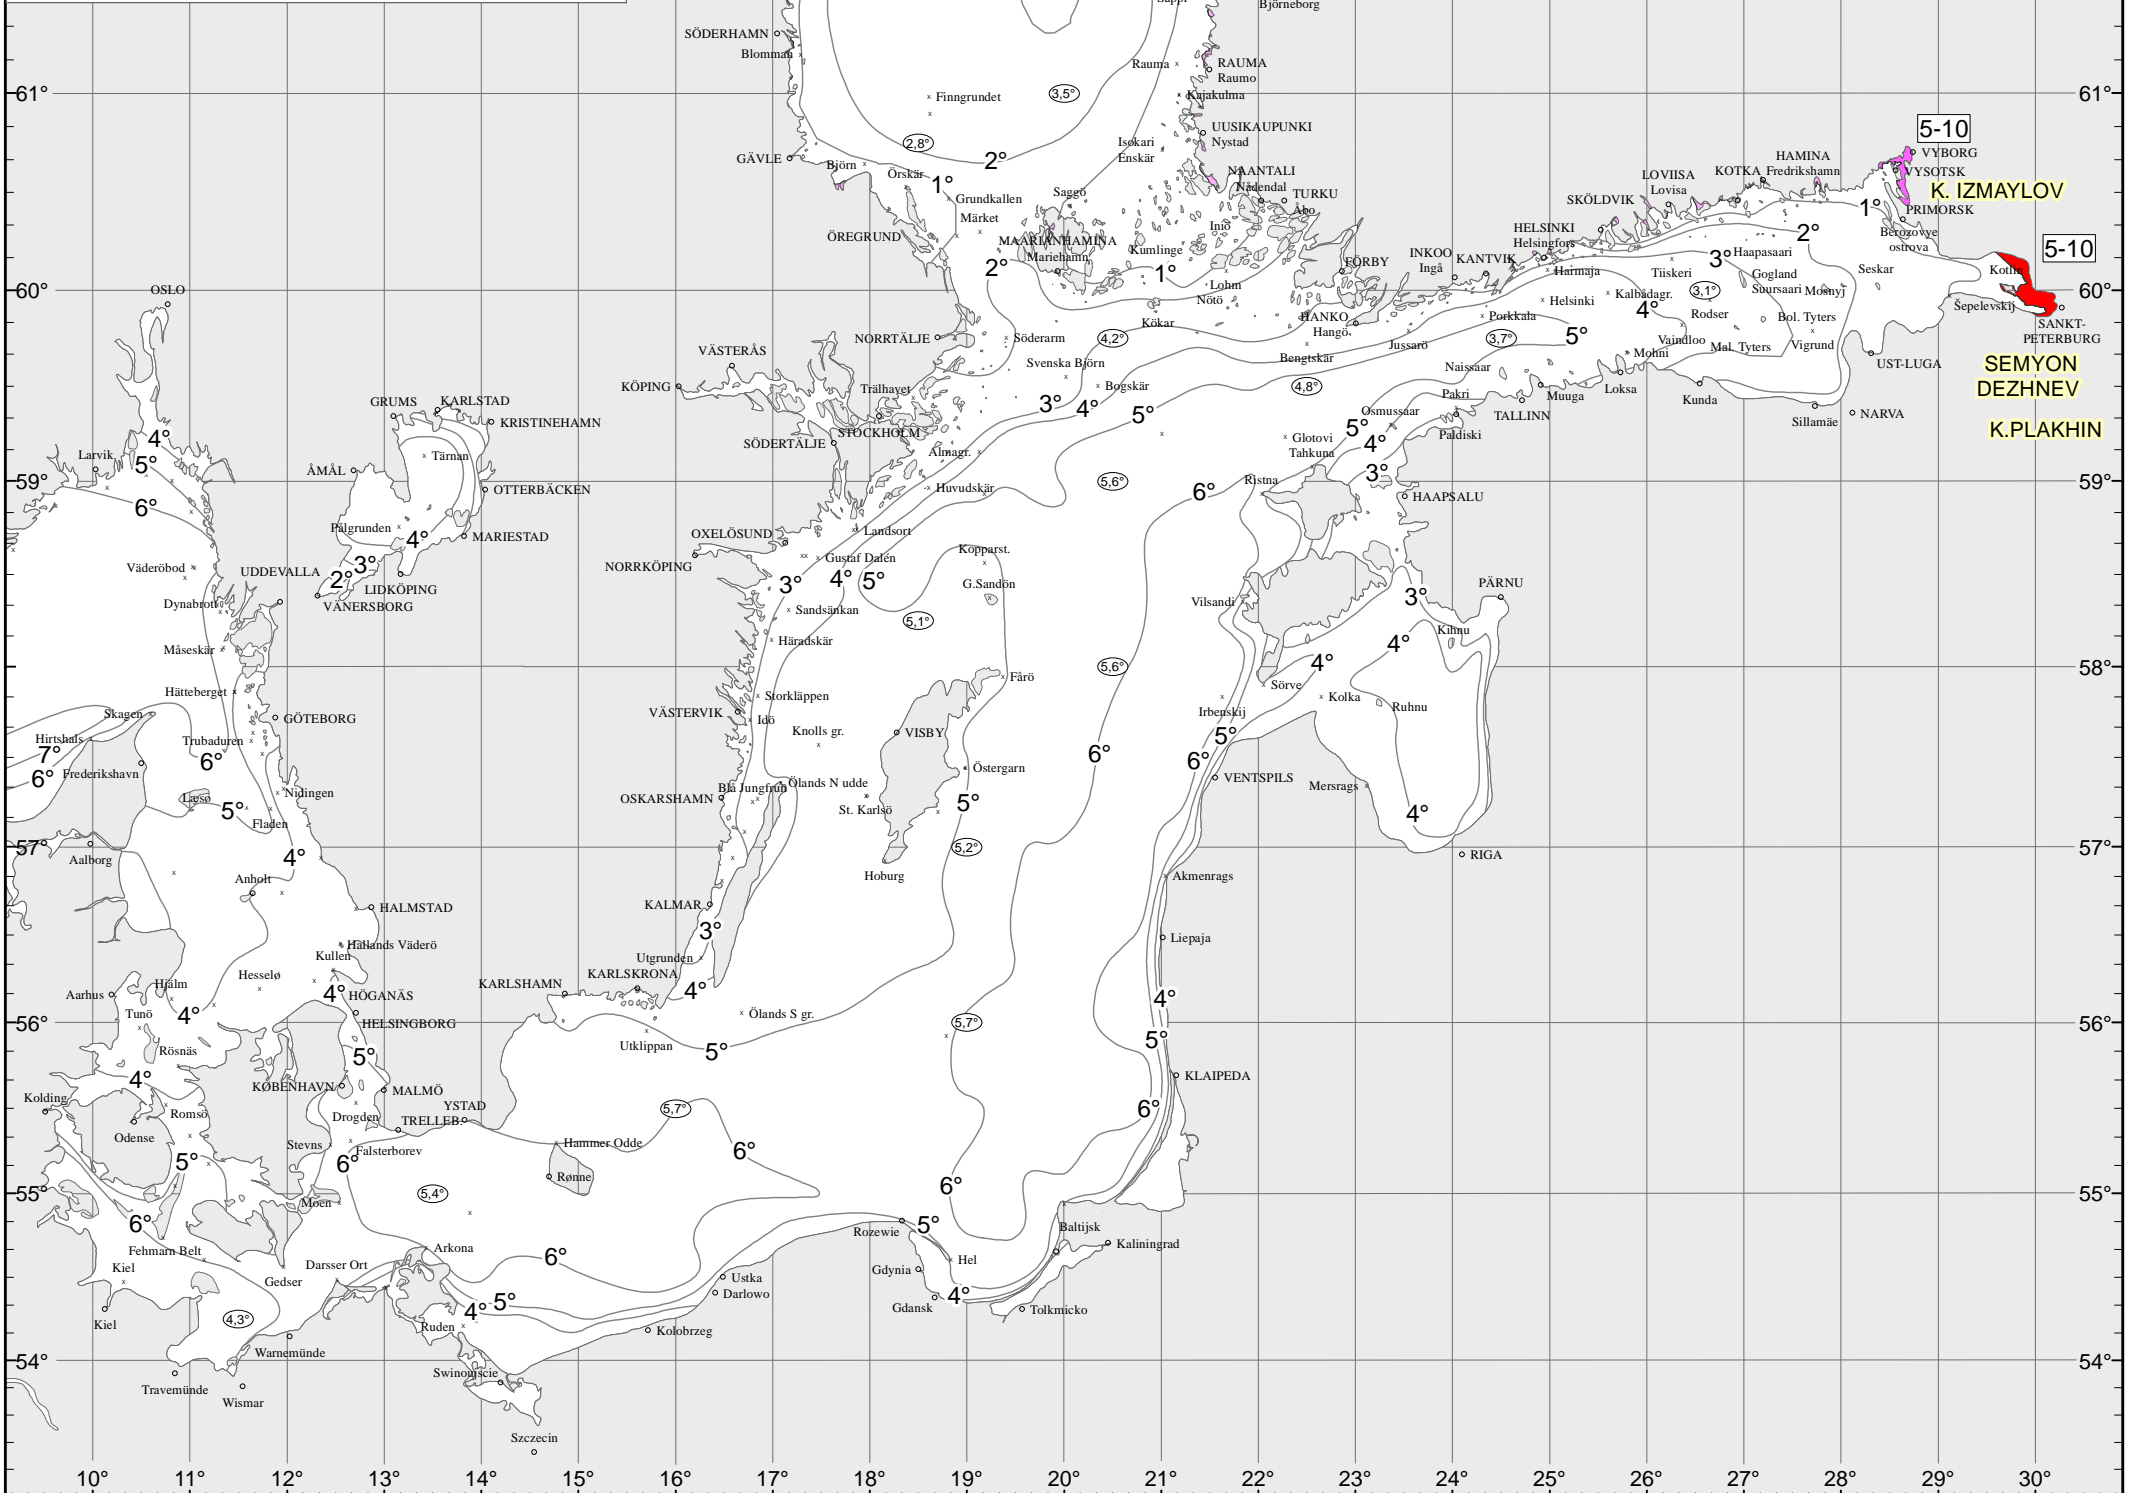 Björneborg
SÖDERHAMN
Blomman
Rauma
RAUMA
Raumo
61°
Finngrundet
3,5°
Kajakulma
61°
5-10
2,8°
UUSIKAUPUNKI
Nystad
Isokari
Enskär
GÄVLE
Björn
2°
VYBORG
HAMINA
KOTKA
Fredrikshamn
VYSOTSK
Örskär
1°
NAANTALI
Nådendal
LOVIISA
Lovisa
K. IZMAYLOV
Grundkallen
Saggö
TURKU
Åbo
SKÖLDVIK
1°
PRIMORSK
Märket
Iniö
HELSINKI
Helsingfors
2°
Berozovye
ostrova
ÖREGRUND
MAARIANHAMINA
Mariehamn
Kumlinge
5-10
2°
1°
FÖRBY
INKOO
Ingå
KANTVIK
Harmaja
3°
Haapasaari
Tiiskeri
Gogland
Suursaari
Seskar
Kotlin
60°
OSLO
Lohm
Nötö
Helsinki
Kalbådagr.
3,1°
Mosnyj
60°
Kökar
HANKO
Hangö
Porkkala
4°
Rodser
Bol. Tyters
Šepelevskij
SANKT-
PETERBURG
NORRTÄLJE
Söderarm
4,2°
Jussarö
3,7°
5°
Vaindloo
Mal. Tyters
Vigrund
VÄSTERÅS
Svenska Björn
Bengtskär
Naissaar
Mohni
UST-LUGA
SEMYON
DEZHNEV
KÖPING
Trälhavet
Bogskär
4,8°
Pakri
Muuga
Loksa
Kunda
GRUMS
KARLSTAD
3°
4°
5°
Osmussaar
TALLINN
Sillamäe
NARVA
K.PLAKHIN
KRISTINEHAMN
4°
STOCKHOLM
SÖDERTÄLJE
Glotovi
Tahkuna
5°
4°
Paldiski
Larvik
5°
Tärnan
Almagr.
3°
59°
ÅMÅL
OTTERBÄCKEN
Huvudskär
5,6°
6°
Ristna
HAAPSALU
59°
6°
Pålgrunden
4°
MARIESTAD
OXELÖSUND
Landsort
Kopparst.
Väderöbod
UDDEVALLA
2°
3°
LIDKÖPING
NORRKÖPING
Gustaf Dalén
3°
4°
5°
G.Sandön
PÄRNU
Dynabrott
VÄNERSBORG
Sandsänkan
5,1°
Vilsandi
3°
Måseskär
Häradskär
Kihnu
4°
5,6°
4°
58°
Hätteberget
Fårö
Sörve
Kolka
Ruhnu
Storkläppen
Skagen
GÖTEBORG
VÄSTERVIK
Idö
Irbenskij
Hirtshals
Trubaduren
Knolls gr.
VISBY
5°
7°
6°
6°
6°
6°
Frederikshavn
Östergarn
VENTSPILS
Læsø
Nidingen
OSKARSHAMN
Blå Jungfrun
Ölands N udde
Mersrags
5°
Fladen
St. Karlsö
5°
4°
57°
Aalborg
4°
5,2°
RIGA
57°
Anholt
Hoburg
Akmenrags
HALMSTAD
KALMAR
3°
Hallands Väderö
Liepaja
Kullen
Utgrunden
Hesselø
Hjälm
KARLSKRONA
KARLSHAMN
Aarhus
4°
HÖGANÄS
4°
4°
Tunö
4°
Ölands S gr.
HELSINGBORG
5,7°
56°
56°
Rösnäs
5°
Utklippan
5°
5°
4°
KØBENHAVN
MALMÖ
KLAIPEDA
Kolding
Romsö
Drogden
YSTAD
TRELLEB.
5,7°
6°
Odense
Stevns
Hammer Odde
6°
5°
6°
Falsterborev
Rønne
6°
55°
Moen
5,4°
55°
6°
Rozewie
5°
Baltijsk
Fehmarn Belt
Arkona
6°
Kaliningrad
Hel
Kiel
Gedser
Darsser Ort
Gdynia
Ustka
Darlowo
Kiel
4,3°
4°
5°
Gdansk
4°
Tolkmicko
Ruden
Kolobrzeg
Warnemünde
54°
54°
Travemünde
Swinoujscie
Wismar
Szczecin
10° 11° 12° 13° 14° 15° 16° 17° 18° 19° 20° 21° 22° 23° 24° 25° 26° 27° 28° 29° 30°